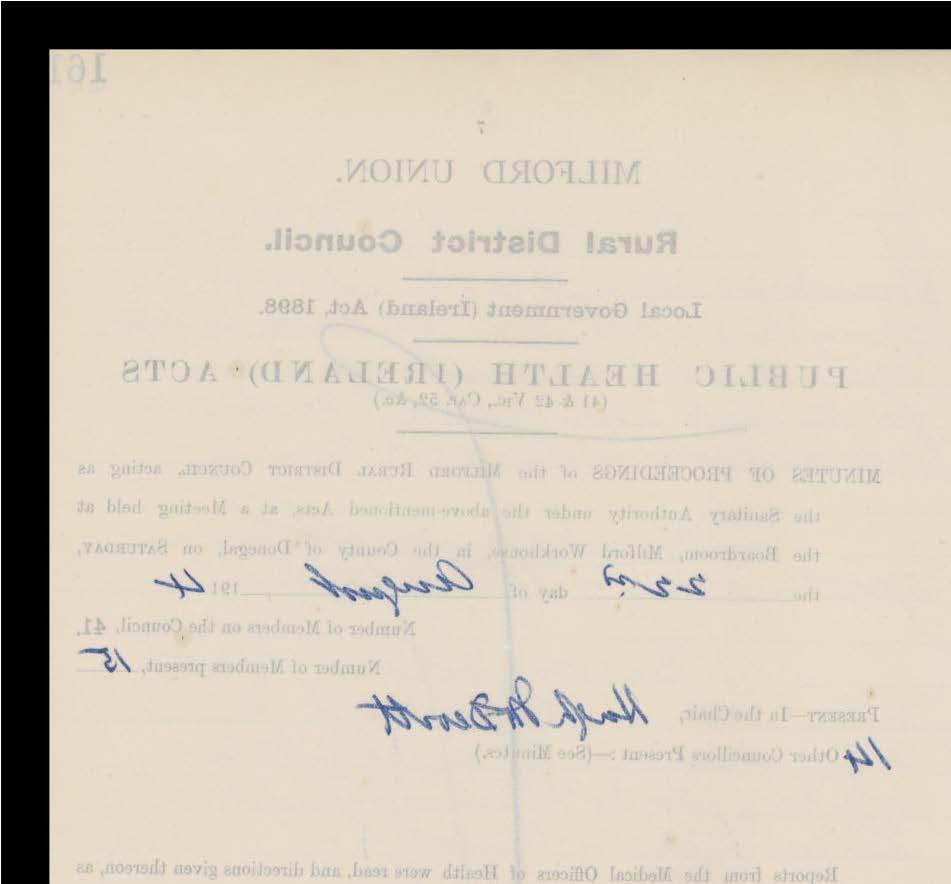 161
7
MILFORD UNION.
Rural District Council.
Local Government (Ireland) Act, 1898.
PUBLIC HEALTH (IRELAND) ACTS
(41 & 42 VIC., CAP. 52, &c.)
MINUTES OF PROCEEDINGS of the MILFORD RURAL DISTRICT COUNCIL, acting as
the Sanitary Authority under the above-mentioned Acts, at a Meeting held at
the Boardroom, Milford Workhouse, in the County of Donegal, on SATURDAY,
the 22nd day of August 1914
Number of Members on the Council, 41.
Number of Members present, 15
PRESENT—In the Chair, Hugh McDevitt
14 Other Councillors Present :—(See Minutes.)
Reports from the Medical Officers of Health were read, and directions given thereon, as